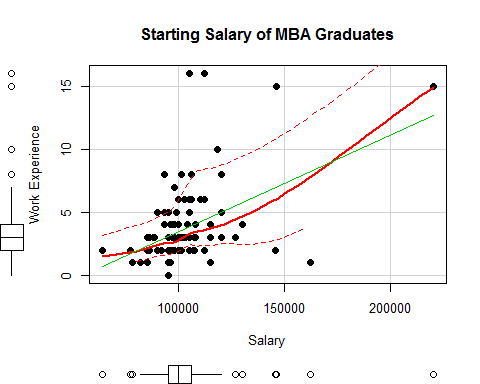 Starting Salary of MBA Graduates
Work Experience
15
10
5
0
100000 150000 200000
Salary